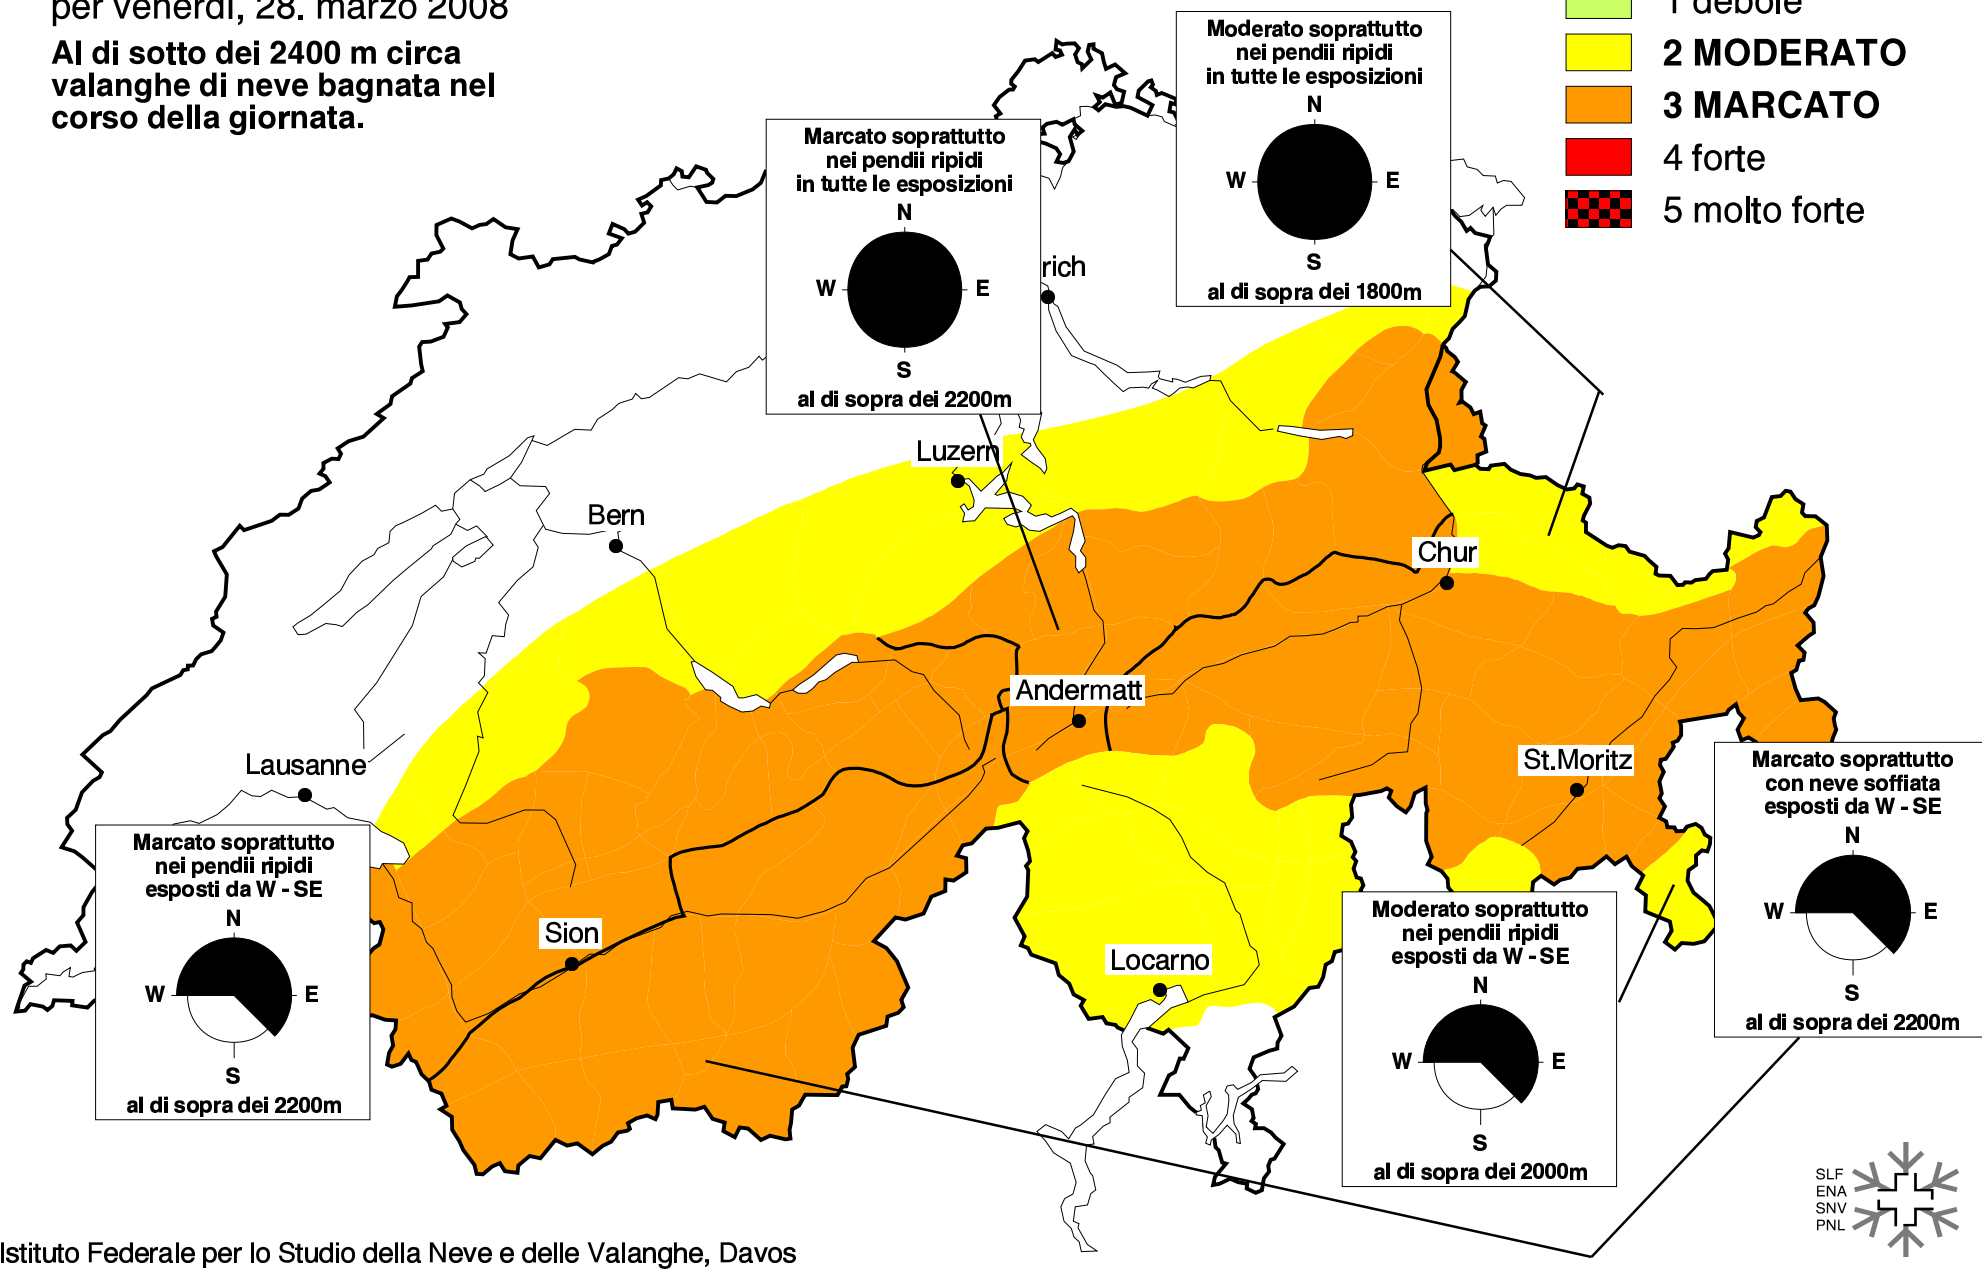 per venerdì, 28. marzo 2008
Al di sotto dei 2400 m circa
valanghe di neve bagnata nel
corso della giornata.
1 debole
2 MODERATO
3 MARCATO
4 forte
5 molto forte
Moderato soprattutto
nei pendii ripidi
in tutte le esposizioni
N
W E
S
al di sopra dei 1800m
Marcato soprattutto
nei pendii ripidi
in tutte le esposizioni
N
W E
S
al di sopra dei 2200m
rich
Luzern
Bern
Chur
Andermatt
Lausanne
St.Moritz
Sion
Locarno
Marcato soprattutto
con neve soffiata
esposti da W - SE
N
W E
S
al di sopra dei 2200m
Marcato soprattutto
nei pendii ripidi
esposti da W - SE
N
W E
S
al di sopra dei 2200m
Moderato soprattutto
nei pendii ripidi
esposti da W - SE
N
W E
S
al di sopra dei 2000m
SLF
ENA
SNV
PNL
Istituto Federale per lo Studio della Neve e delle Valanghe, Davos